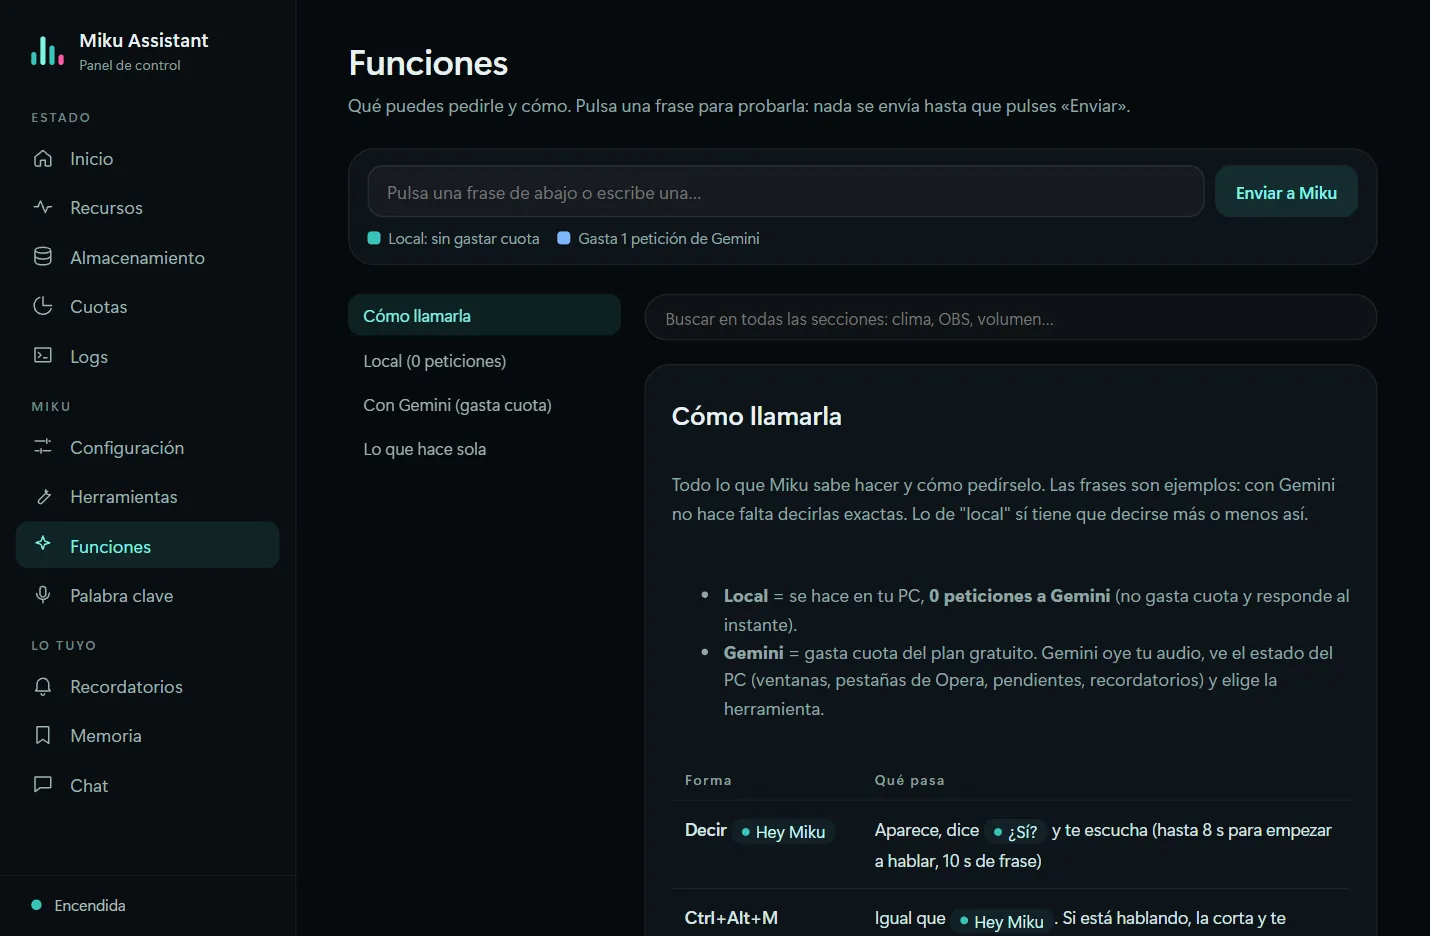 Miku Assistant
Panel de control
ESTADO
Inicio
Recursos
Almacenamiento
Cuotas
Logs
MIKU
Configuración
Herramientas
Funciones
Palabra clave
LO TUYO
Recordatorios
Memoria
Chat
Encendida
Funciones
Qué puedes pedirle y cómo. Pulsa una frase para probarla: nada se envía hasta que pulses «Enviar».
Pulsa una frase de abajo o escribe una...
Enviar a Miku
Local: sin gastar cuota
Gasta 1 petición de Gemini
Cómo llamarla
Local (0 peticiones)
Con Gemini (gasta cuota)
Lo que hace sola
Buscar en todas las secciones: clima, OBS, volumen...
Cómo llamarla
Todo lo que Miku sabe hacer y cómo pedírselo. Las frases son ejemplos: con Gemini
no hace falta decirlas exactas. Lo de "local" sí tiene que decirse más o menos así.
Local = se hace en tu PC, 0 peticiones a Gemini (no gasta cuota y responde al
instante).
Gemini = gasta cuota del plan gratuito. Gemini oye tu audio, ve el estado del
PC (ventanas, pestañas de Opera, pendientes, recordatorios) y elige la
herramienta.
Forma
Qué pasa
Decir Hey Miku
Aparece, dice ¿Sí? y te escucha (hasta 8 s para empezar
a hablar, 10 s de frase)
Ctrl+Alt+M
Igual que Hey Miku. Si está hablando, la corta y te